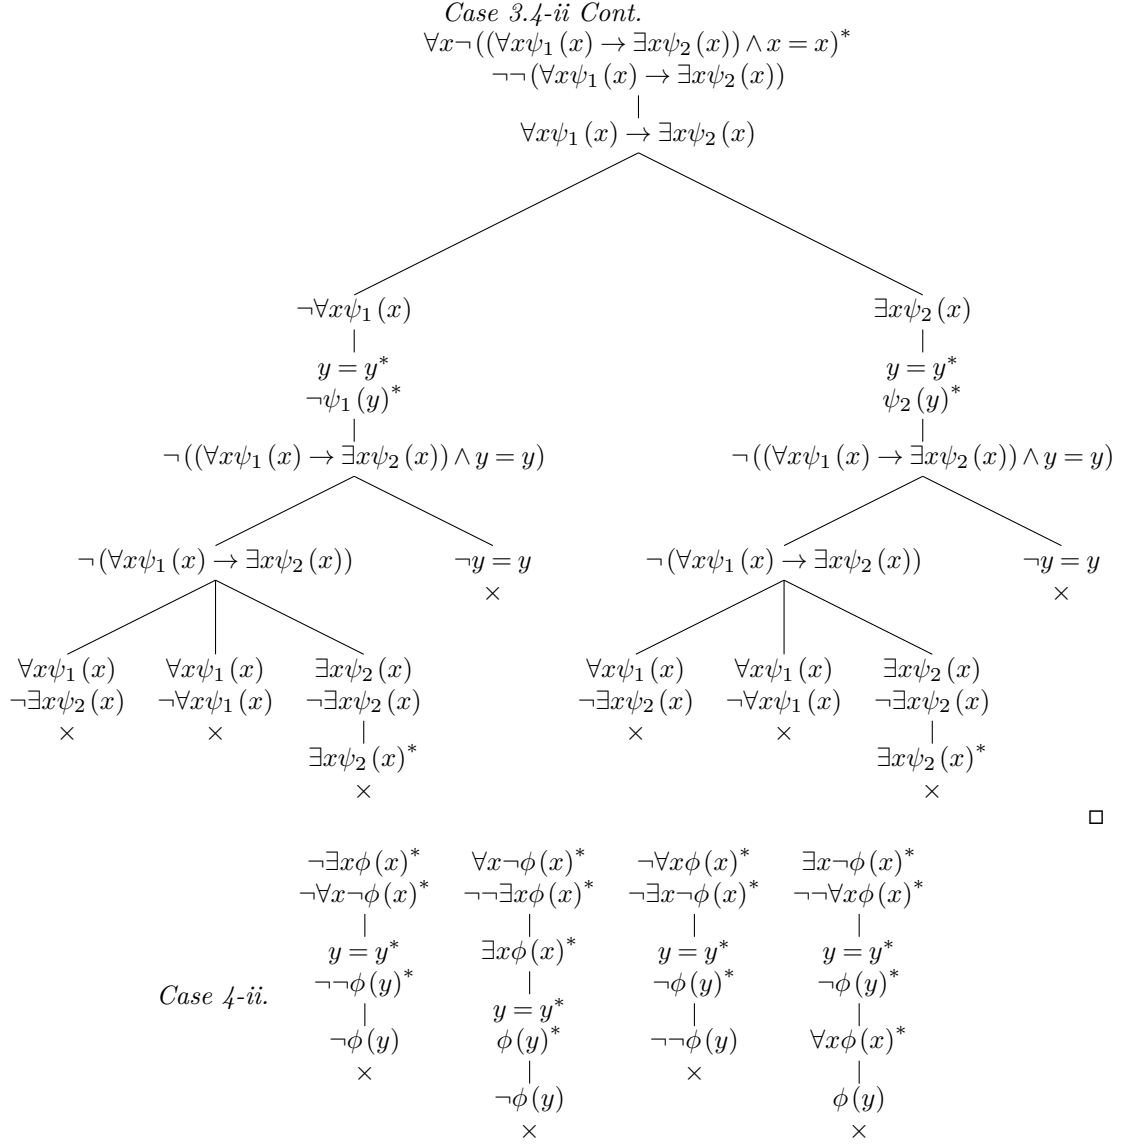 Case 3.4-ii Cont.
∀x¬((∀xψ₁(x) → ∃xψ₂(x)) ∧ x = x)*
¬¬(∀xψ₁(x) → ∃xψ₂(x))
∀xψ₁(x) → ∃xψ₂(x)
¬∀xψ₁(x) ∃xψ₂(x)
y = y* y = y*
¬ψ₁(y)* ψ₂(y)*
¬((∀xψ₁(x) → ∃xψ₂(x)) ∧ y = y) ¬((∀xψ₁(x) → ∃xψ₂(x)) ∧ y = y)
¬(∀xψ₁(x) → ∃xψ₂(x)) ¬y = y ¬(∀xψ₁(x) → ∃xψ₂(x)) ¬y = y
× ×
∀xψ₁(x) ∀xψ₁(x) ∃xψ₂(x) ∀xψ₁(x) ∀xψ₁(x) ∃xψ₂(x)
¬∃xψ₂(x) ¬∀xψ₁(x) ¬∃xψ₂(x) ¬∃xψ₂(x) ¬∀xψ₁(x) ¬∃xψ₂(x)
× × × ×
∃xψ₂(x)* ∃xψ₂(x)*
× ×
□
¬∃xφ(x)* ∀x¬φ(x)* ¬∀xφ(x)* ∃x¬φ(x)*
¬∀x¬φ(x)* ¬¬∃xφ(x)* ¬∃x¬φ(x)* ¬¬∀xφ(x)*
y = y* ∃xφ(x)* y = y* y = y*
¬¬φ(y)* ¬φ(y)* ¬φ(y)*
Case 4-ii.
y = y*
¬φ(y) φ(y)* ¬¬φ(y) ∀xφ(x)*
× ×
¬φ(y) φ(y)
× ×